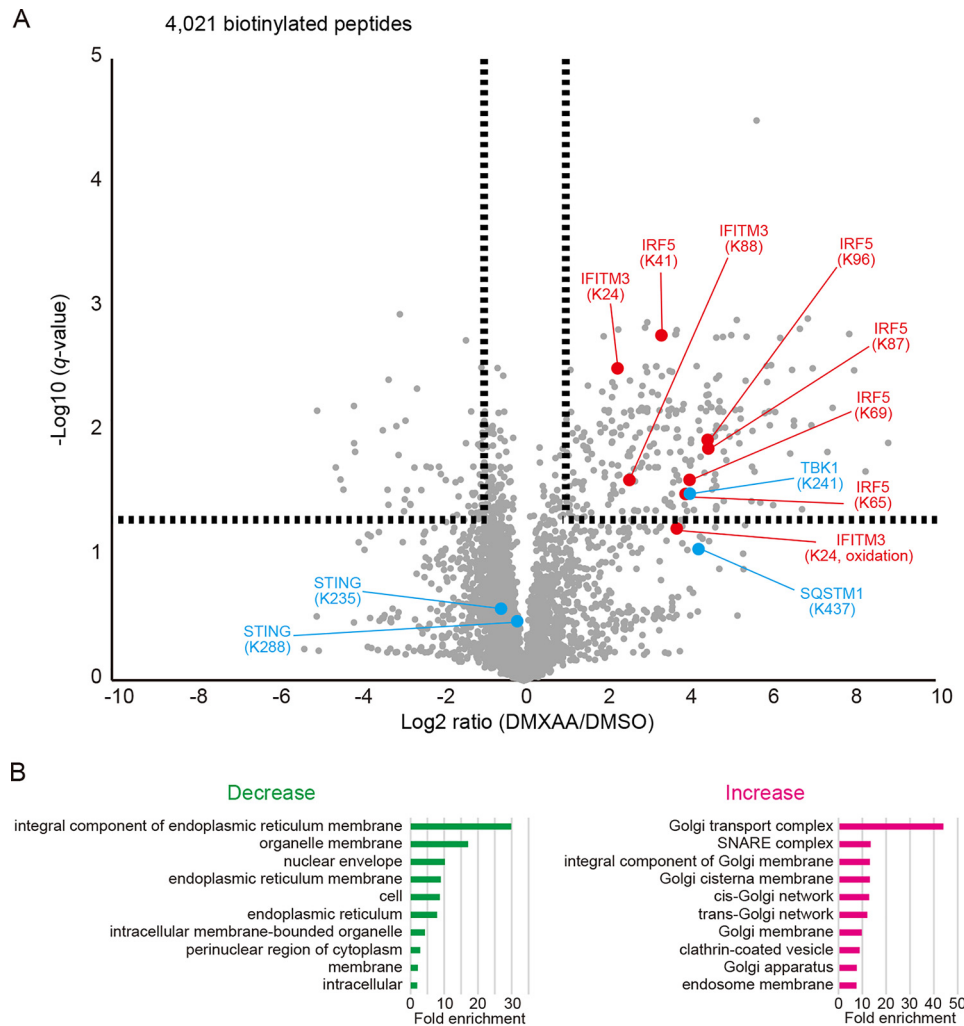 A
4,021 biotinylated peptides
5
4
3
2
1
0
-Log10 (q-value)
-10
-8
-6
-4
-2
0
2
4
6
8
10
Log2 ratio (DMXAA/DMSO)
IFITM3
(K24)
IRF5
(K41)
IFITM3
(K88)
IRF5
(K96)
IRF5
(K87)
IRF5
(K69)
TBK1
(K241)
IRF5
(K65)
IFITM3
(K24, oxidation)
SQSTM1
(K437)
STING
(K235)
STING
(K288)
B
Decrease
integral component of endoplasmic reticulum membrane
organelle membrane
nuclear envelope
endoplasmic reticulum membrane
cell
endoplasmic reticulum
intracellular membrane-bounded organelle
perinuclear region of cytoplasm
membrane
intracellular
0 10 20 30
Fold enrichment
Increase
Golgi transport complex
SNARE complex
integral component of Golgi membrane
Golgi cisterna membrane
cis-Golgi network
trans-Golgi network
Golgi membrane
clathrin-coated vesicle
Golgi apparatus
endosome membrane
0 10 20 30 40 50
Fold enrichment